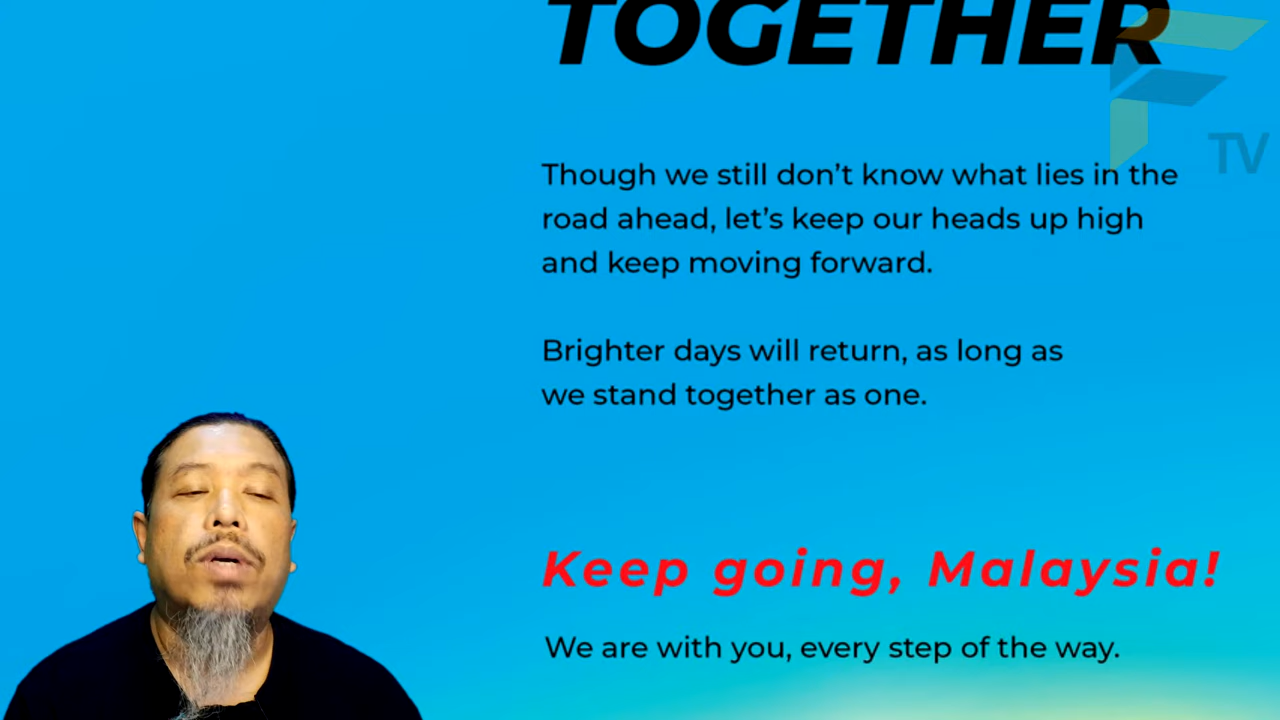 TOGETHER
TV
Though we still don't know what lies in the
road ahead, let's keep our heads up high
and keep moving forward.
Brighter days will return, as long as
we stand together as one.
Keep going, Malaysia!
We are with you, every step of the way.